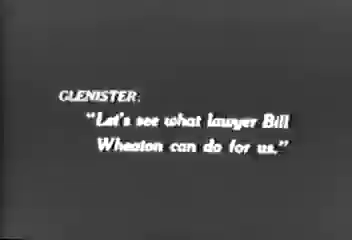 GLENISTER:
"Let's see what lawyer Bill
Wheaton can do for us."